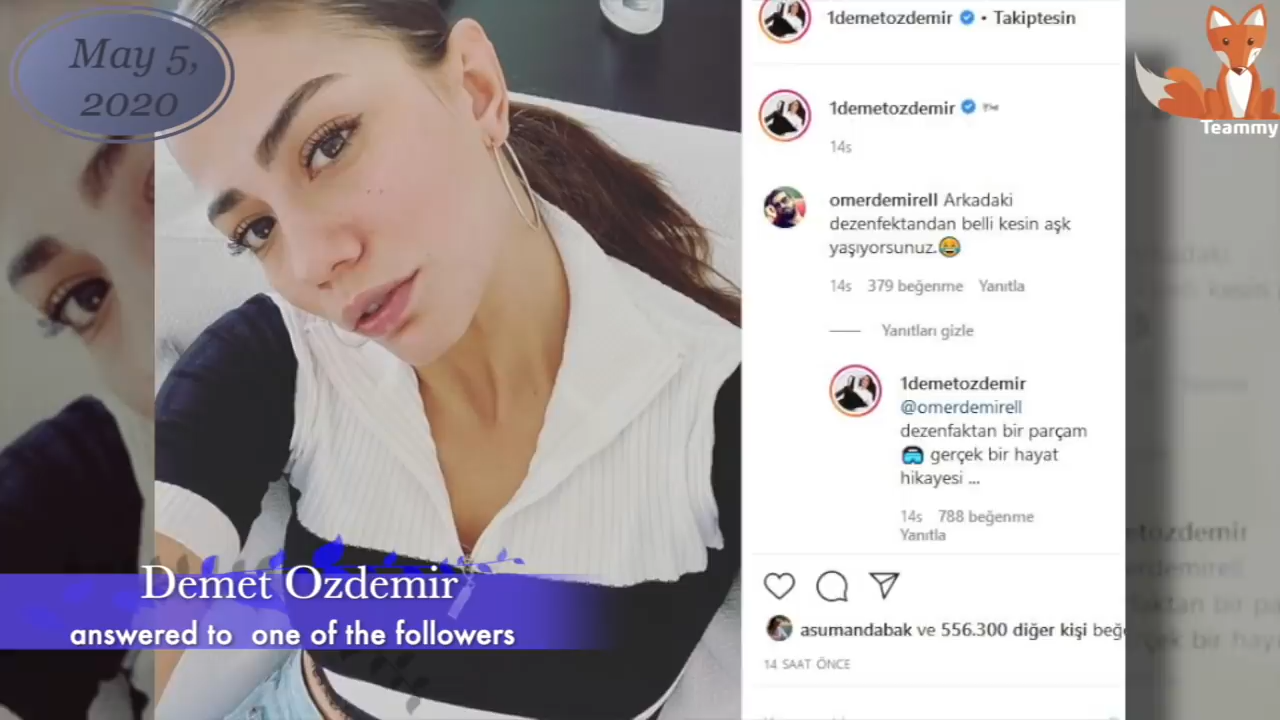 May 5,
2020
1demetozdemir • Takiptesin
Teammy
1demetozdemir
14s
omerdemirell Arkadaki
dezenfektandan belli kesin aşk
yaşıyorsunuz.😂
14s 379 beğenme Yanıtla
Yanıtları gizle
1demetozdemir
@omerdemirell
dezenfaktan bir parçam
🥽 gerçek bir hayat
hikayesi ...
14s 788 beğenme
Yanıtla
asumandabak ve 556.300 diğer kişi beğe
14 SAAT ÖNCE
Demet Ozdemir
answered to one of the followers